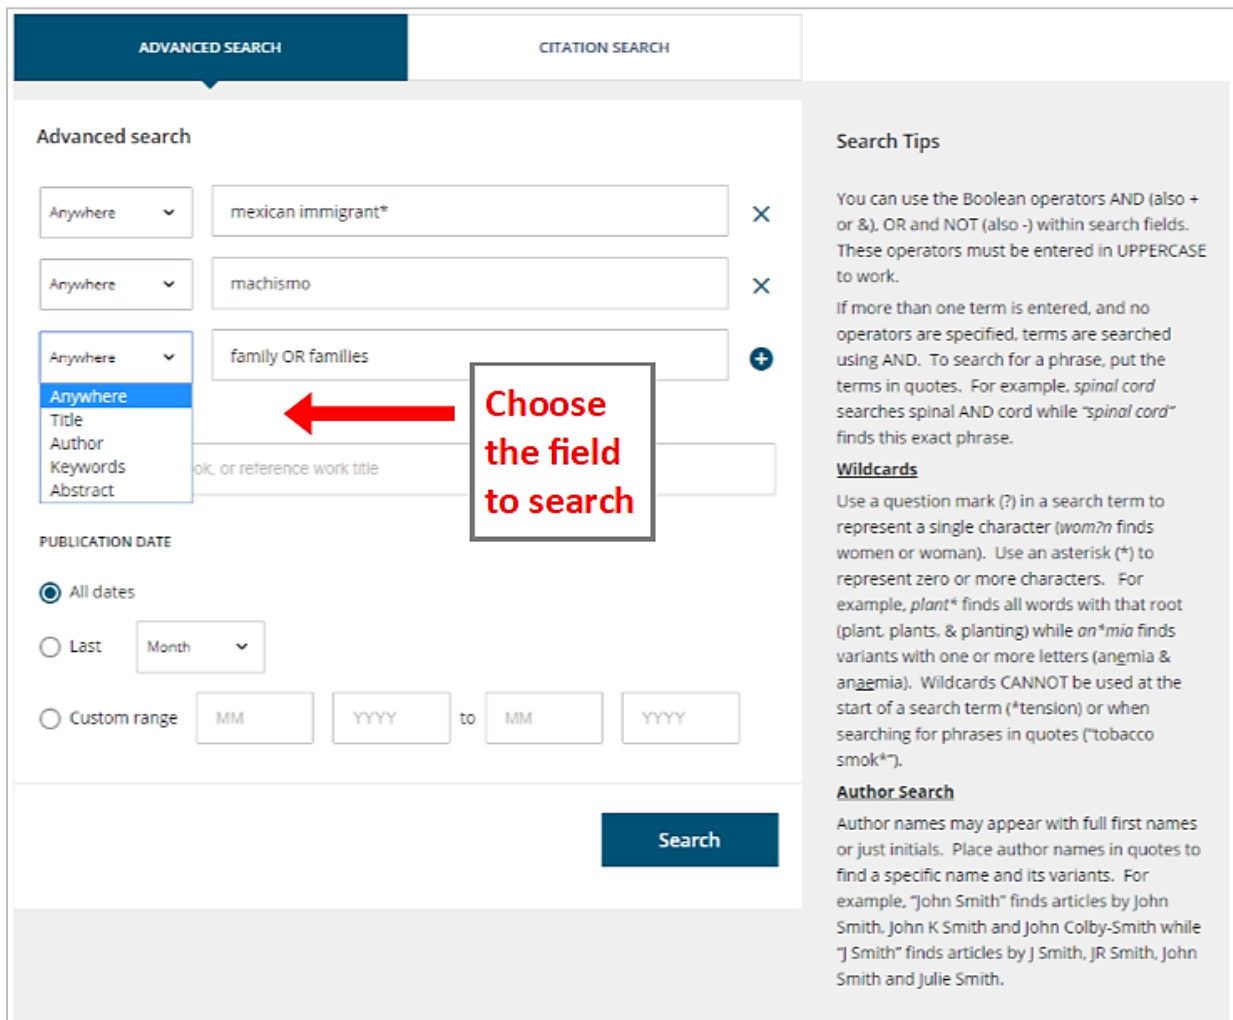 ADVANCED SEARCH
CITATION SEARCH
Advanced search
Anywhere
mexican immigrant*
Anywhere
machismo
Anywhere
family OR families
Anywhere
Title
Author
Keywords
Abstract
or reference work title
Choose
the field
to search
PUBLICATION DATE
All dates
Last
Month
Custom range
MM
YYYY
to
MM
YYYY
Search
Search Tips
You can use the Boolean operators AND (also +
or &), OR and NOT (also -) within search fields.
These operators must be entered in UPPERCASE
to work.
If more than one term is entered, and no
operators are specified, terms are searched
using AND. To search for a phrase, put the
terms in quotes. For example, spinal cord
searches spinal AND cord while “spinal cord”
finds this exact phrase.
Wildcards
Use a question mark (?) in a search term to
represent a single character (wom?n finds
women or woman). Use an asterisk (*) to
represent zero or more characters. For
example, plant* finds all words with that root
(plant, plants, & planting) while an*mia finds
variants with one or more letters (anemia &
anaemia). Wildcards CANNOT be used at the
start of a search term (*tension) or when
searching for phrases in quotes (“tobacco
smok*”).
Author Search
Author names may appear with full first names
or just initials. Place author names in quotes to
find a specific name and its variants. For
example, “John Smith” finds articles by John
Smith, John K Smith and John Colby-Smith while
“J Smith” finds articles by J Smith, JR Smith, John
Smith and Julie Smith.